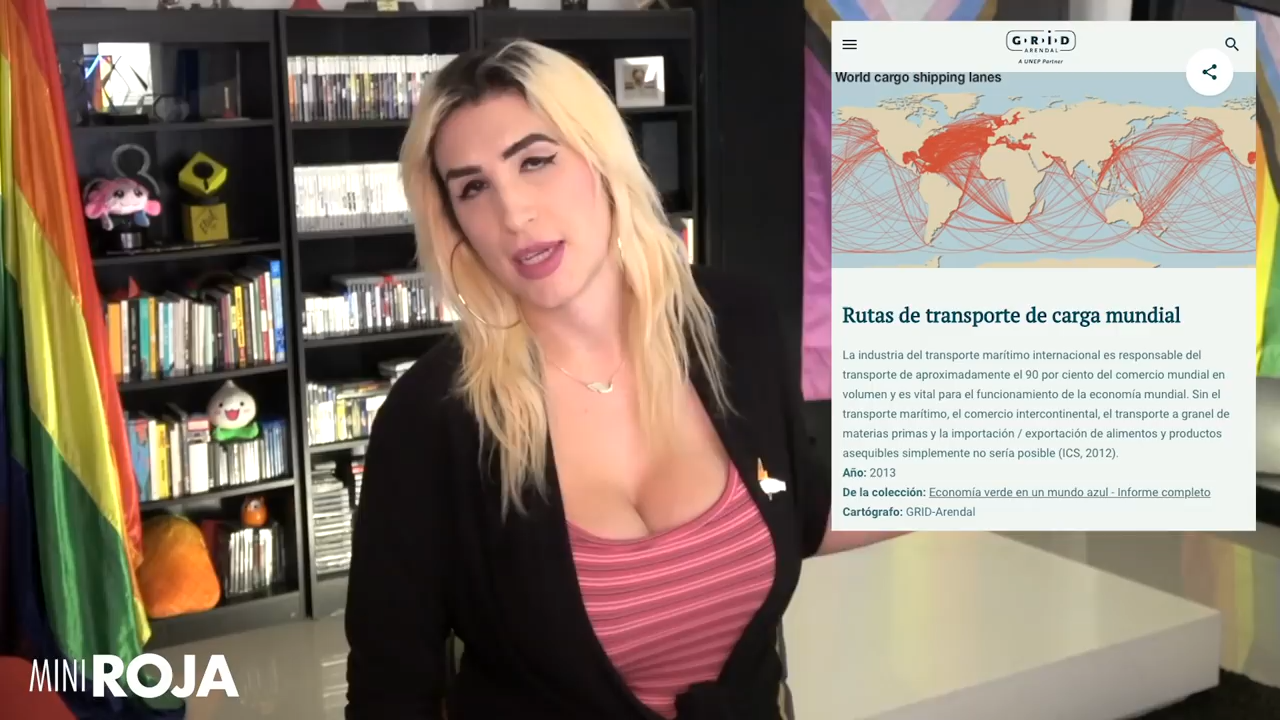 GRID
ARENDAL
A UNEP Partner
World cargo shipping lanes
Rutas de transporte de carga mundial
La industria del transporte marítimo internacional es responsable del
transporte de aproximadamente el 90 por ciento del comercio mundial en
volumen y es vital para el funcionamiento de la economía mundial. Sin el
transporte marítimo, el comercio intercontinental, el transporte a granel de
materias primas y la importación / exportación de alimentos y productos
asequibles simplemente no sería posible (ICS, 2012).
Año: 2013
De la colección: Economía verde en un mundo azul - Informe completo
Cartógrafo: GRID-Arendal
MINI ROJA